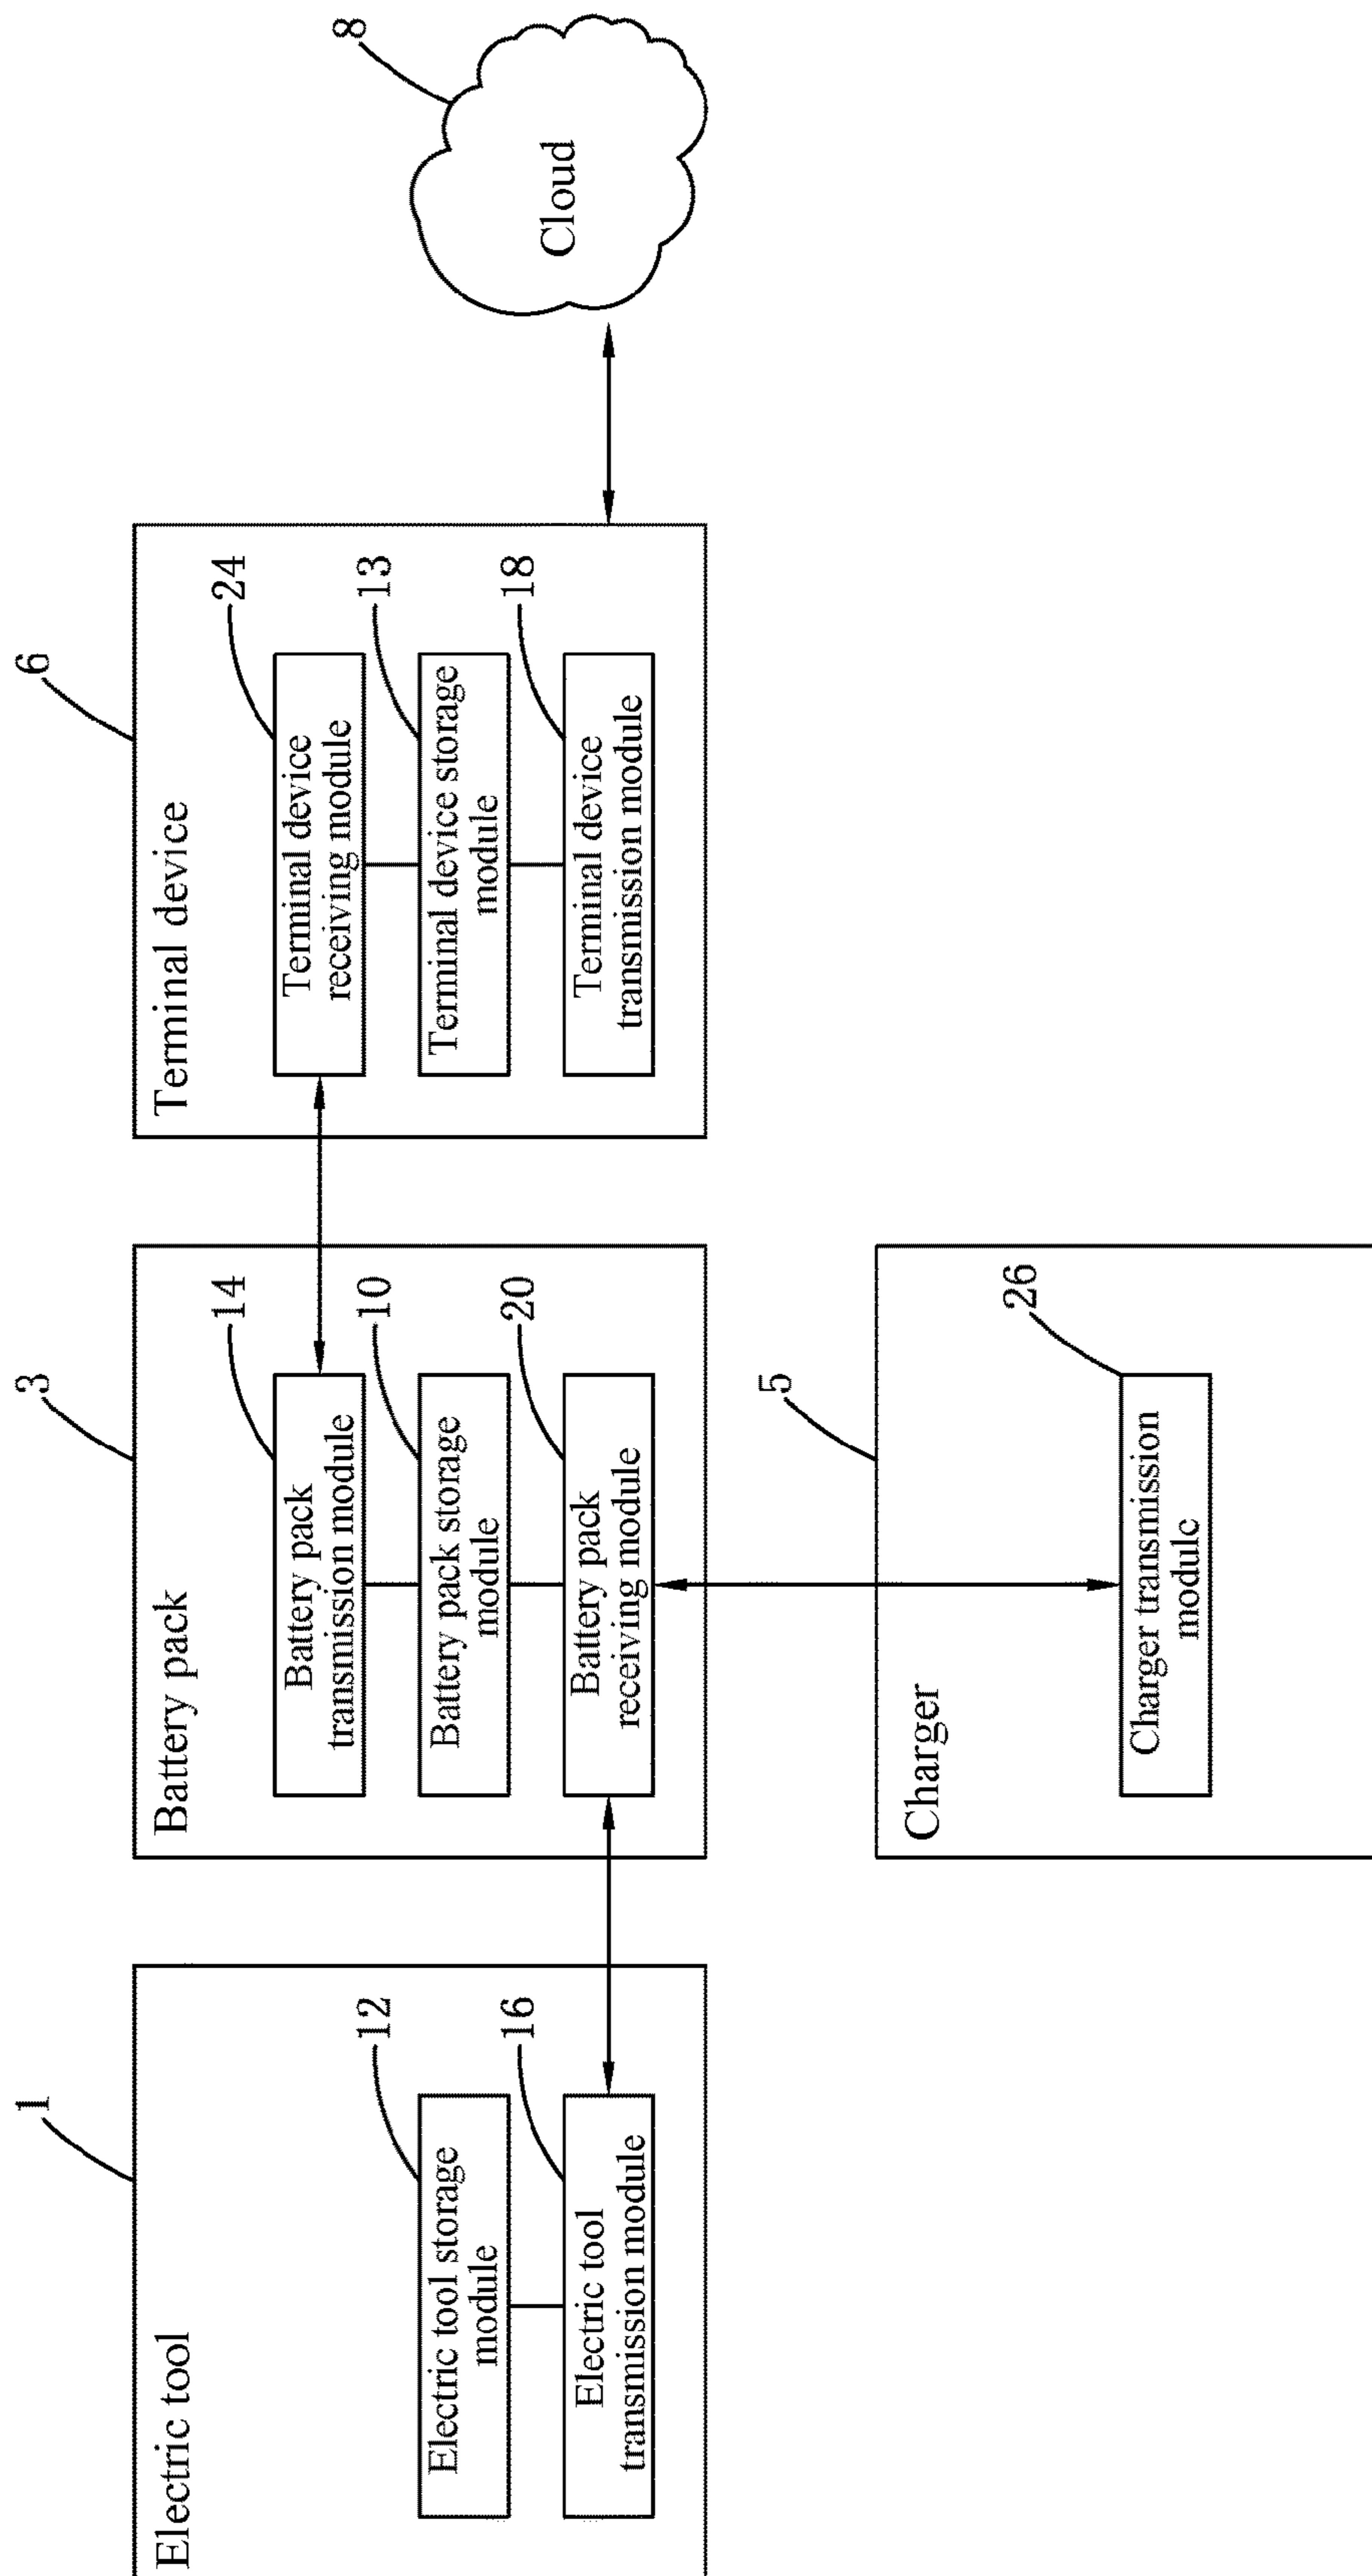 1
Electric tool
12
Electric tool storage
module
16
Electric tool
transmission module
3
Battery pack
14
Battery pack
transmission module
10
Battery pack storage
module
20
Battery pack
receiving module
6
Terminal device
24
Terminal device
receiving module
13
Terminal device storage
module
18
Terminal device
transmission module
8
Cloud
5
Charger
26
Charger transmission
module